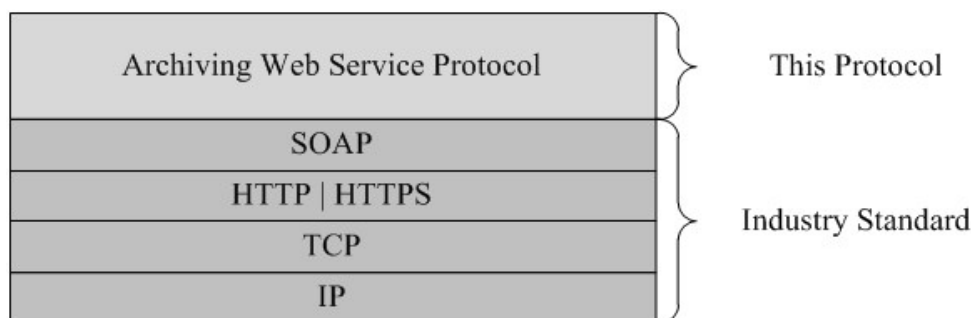 Archiving Web Service Protocol
This Protocol
SOAP
HTTP | HTTPS
TCP
IP
Industry Standard